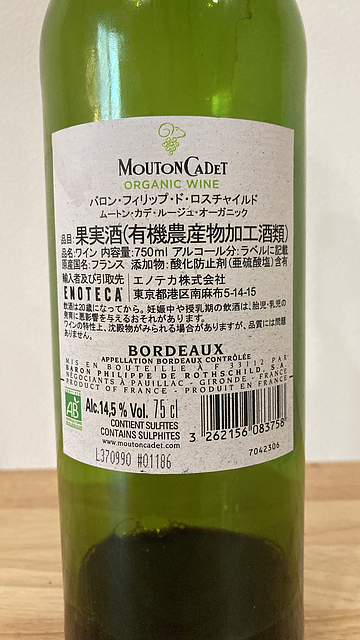 MOUTON CADET
ORGANIC WINE
バロン・フィリップ・ド・ロスチャイルド
ムートン・カデ・ルージュ・オーガニック
品目:果実酒(有機農産物加工酒類)
品名:ワイン 内容量:750ml アルコール分:ラベルに記載
原産国名:フランス 添加物:酸化防止剤(亜硫酸塩)含有
輸入者及び引取先 エノテカ株式会社
ENOTECA 東京都港区南麻布5-14-15
飲酒は20歳になってから。妊娠中や授乳期の飲酒は、胎児・乳児の
発育に悪影響を与えるおそれがあります。
ワインの特性上、沈殿物がみられる場合がありますが、品質には問題
ありません。
BORDEAUX
APPELLATION BORDEAUX CONTRÔLÉE
MIS EN BOUTEILLE À F 33112 PAR
BARON PHILIPPE DE ROTHSCHILD, S.A.
NÉGOCIANTS À PAUILLAC - GIRONDE - FRANCE
PRODUCT OF FRANCE - PRODUIT EN FRANCE
AB
Alc.14,5 % Vol. 75 cl
CONTIENT SULFITES
CONTAINS SULPHITES
www.moutoncadet.com
3 262156 083758
L370990 #01186
7042306